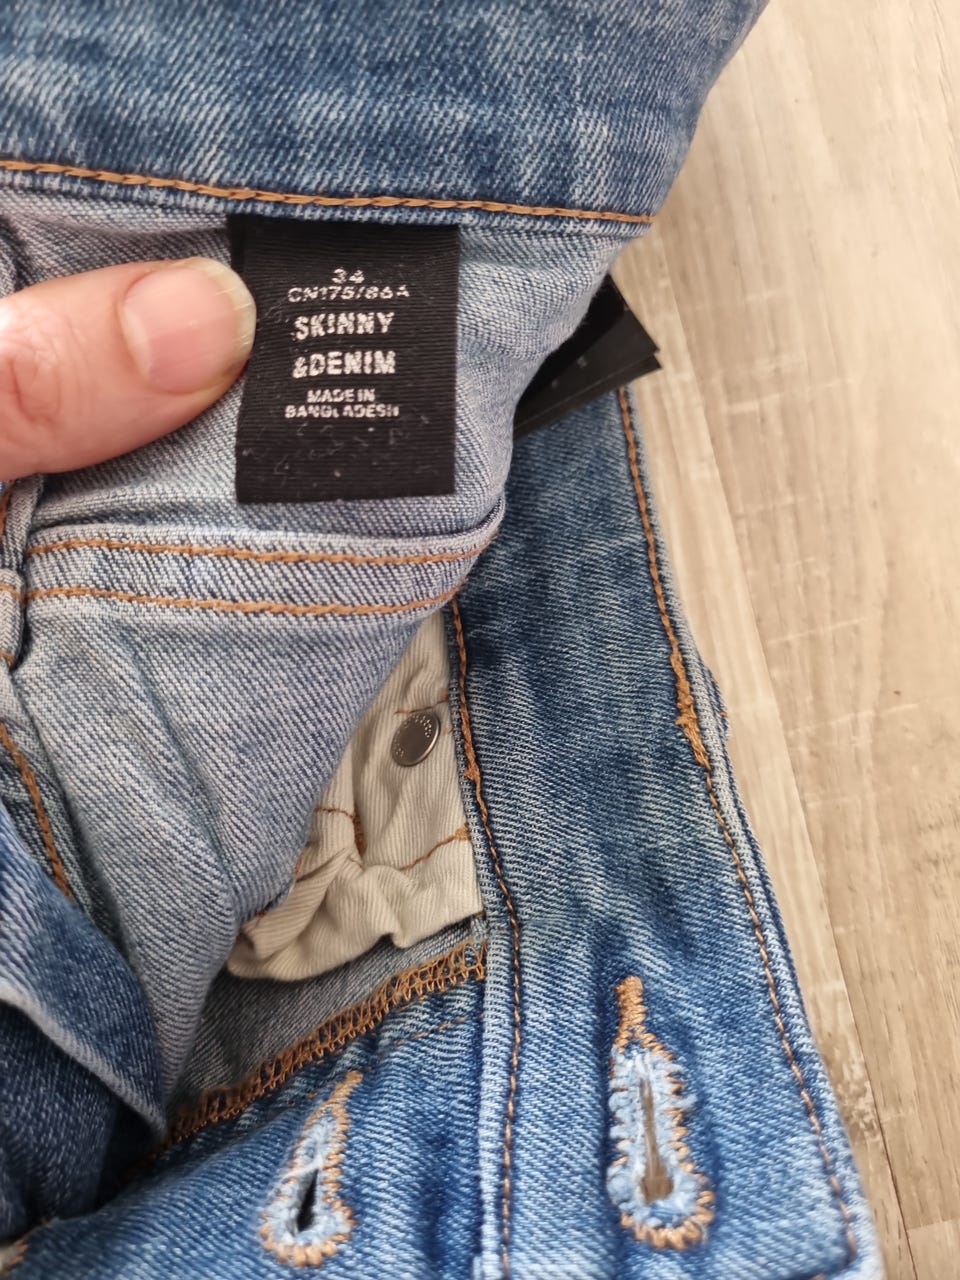 34
CN175/86A
SKINNY
&DENIM
MADE IN
BANGLADESH